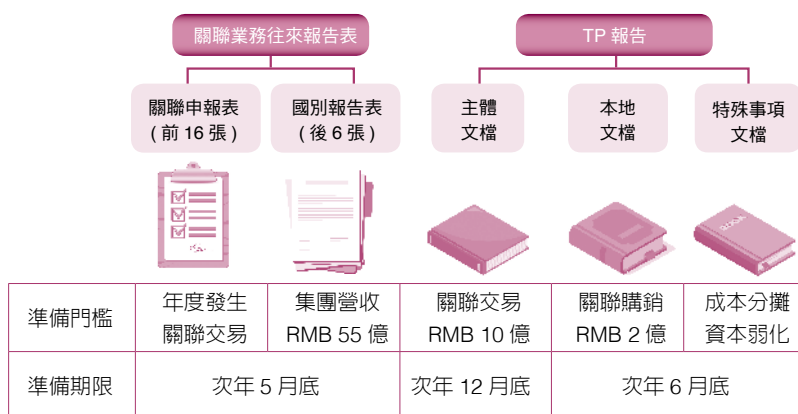 關聯業務往來報告表
TP 報告
關聯申報表
( 前 16 張 )
國別報告表
( 後 6 張 )
主體
文檔
本地
文檔
特殊事項
文檔
準備門檻
年度發生
關聯交易
集團營收
RMB 55 億
關聯交易
RMB 10 億
關聯購銷
RMB 2 億
成本分攤
資本弱化
準備期限
次年 5 月底
次年 12 月底
次年 6 月底